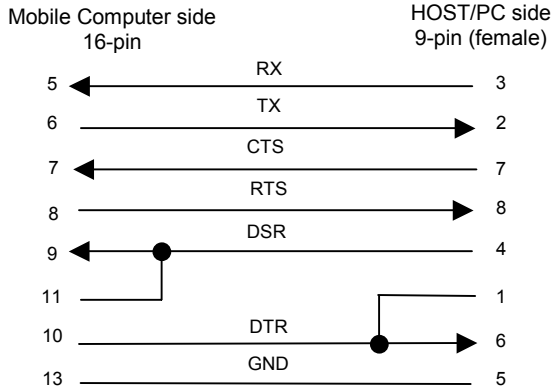 Mobile Computer side HOST/PC side
16-pin 9-pin (female)
RX
5 3
TX
6 2
CTS
7 7
RTS
8 8
DSR
9 4
11 1
DTR
10 6
GND
13 5